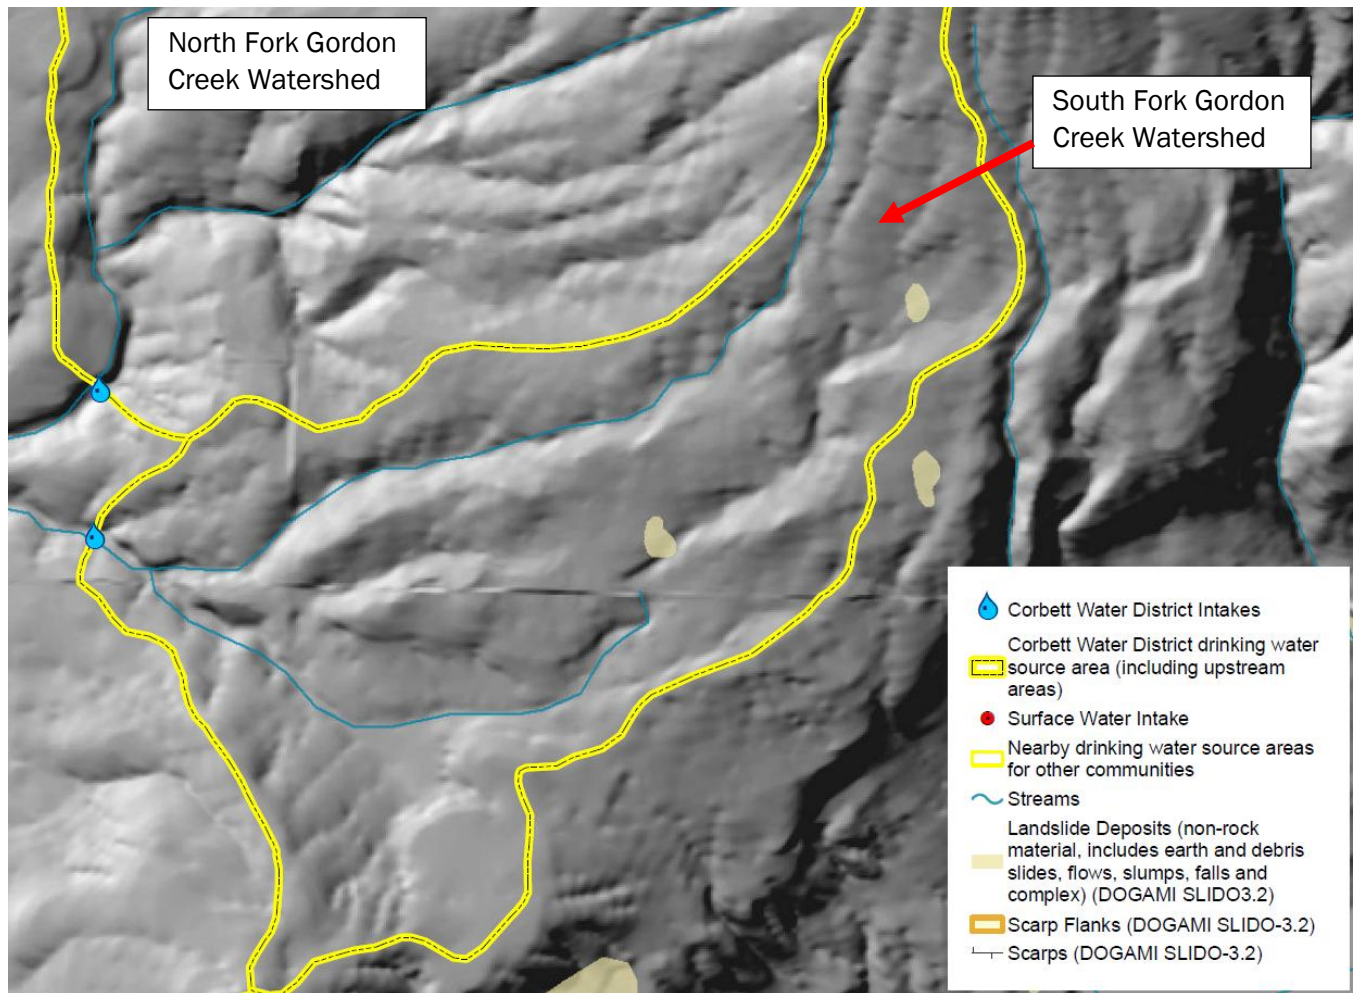 North Fork Gordon
Creek Watershed
South Fork Gordon
Creek Watershed
Corbett Water District Intakes
Corbett Water District drinking water
source area (including upstream
areas)
Surface Water Intake
Nearby drinking water source areas
for other communities
Streams
Landslide Deposits (non-rock
material, includes earth and debris
slides, flows, slumps, falls and
complex) (DOGAMI SLIDO3.2)
Scarp Flanks (DOGAMI SLIDO-3.2)
Scarps (DOGAMI SLIDO-3.2)